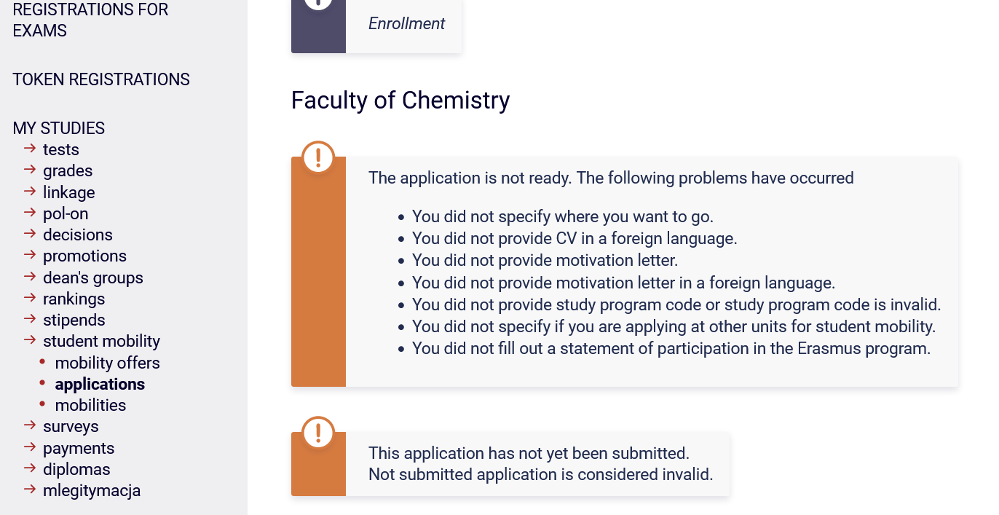 REGISTRATIONS FOR
EXAMS
TOKEN REGISTRATIONS
MY STUDIES
tests
grades
linkage
pol-on
decisions
promotions
dean's groups
rankings
stipends
student mobility
mobility offers
applications
mobilities
surveys
payments
diplomas
mlegitymacja
Enrollment
Faculty of Chemistry
The application is not ready. The following problems have occurred
You did not specify where you want to go.
You did not provide CV in a foreign language.
You did not provide motivation letter.
You did not provide motivation letter in a foreign language.
You did not provide study program code or study program code is invalid.
You did not specify if you are applying at other units for student mobility.
You did not fill out a statement of participation in the Erasmus program.
This application has not yet been submitted.
Not submitted application is considered invalid.